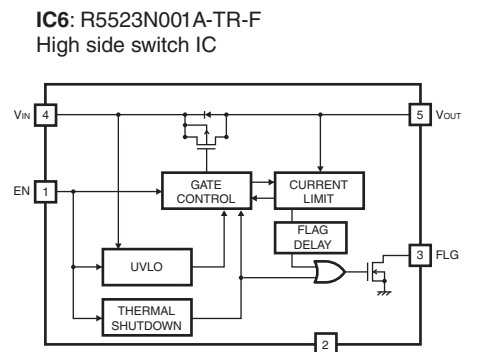 IC6: R5523N001A-TR-F
High side switch IC
VIN 4
5 VOUT
EN 1
GATE
CONTROL
CURRENT
LIMIT
FLAG
DELAY
3 FLG
UVLO
THERMAL
SHUTDOWN
2